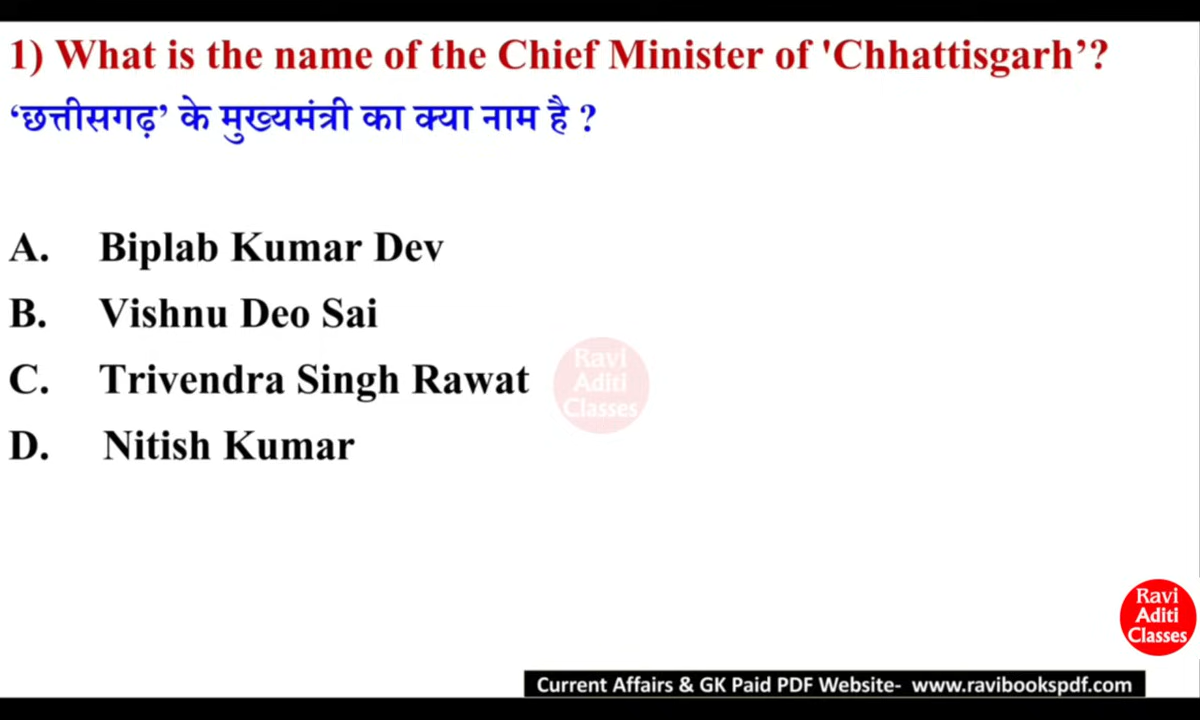 1) What is the name of the Chief Minister of 'Chhattisgarh’?
‘छत्तीसगढ़’ के मुख्यमंत्री का क्या नाम है ?
A. Biplab Kumar Dev
B. Vishnu Deo Sai
C. Trivendra Singh Rawat
D. Nitish Kumar
Ravi
Aditi
Classes
Ravi
Aditi
Classes
Current Affairs & GK Paid PDF Website- www.ravibookspdf.com